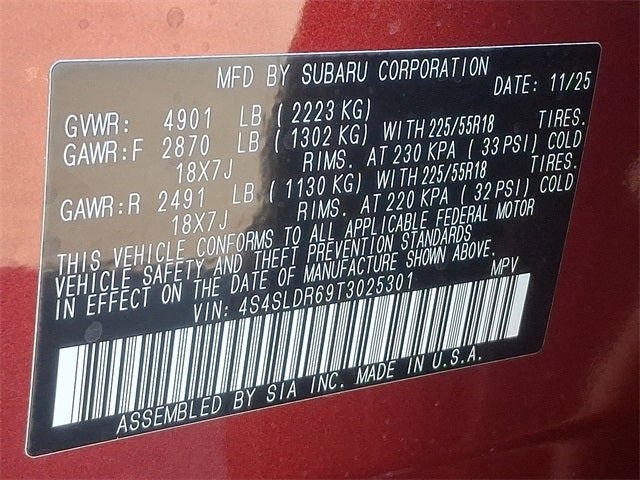 MFD BY SUBARU CORPORATION DATE: 11/25
GVWR: 4901 LB ( 2223 KG)
GAWR:F 2870 LB ( 1302 KG) WITH 225/55R18 TIRES.
18X7J RIMS. AT 230 KPA ( 33 PSI) COLD
GAWR:R 2491 LB ( 1130 KG) WITH 225/55R18 TIRES.
18X7J RIMS. AT 220 KPA ( 32 PSI) COLD
THIS VEHICLE CONFORMS TO ALL APPLICABLE FEDERAL MOTOR
VEHICLE SAFETY AND THEFT PREVENTION STANDARDS
IN EFFECT ON THE DATE OF MANUFACTURE SHOWN ABOVE.
VIN: 4S4SLDR69T3025301 MPV
ASSEMBLED BY SIA INC. MADE IN U.S.A.